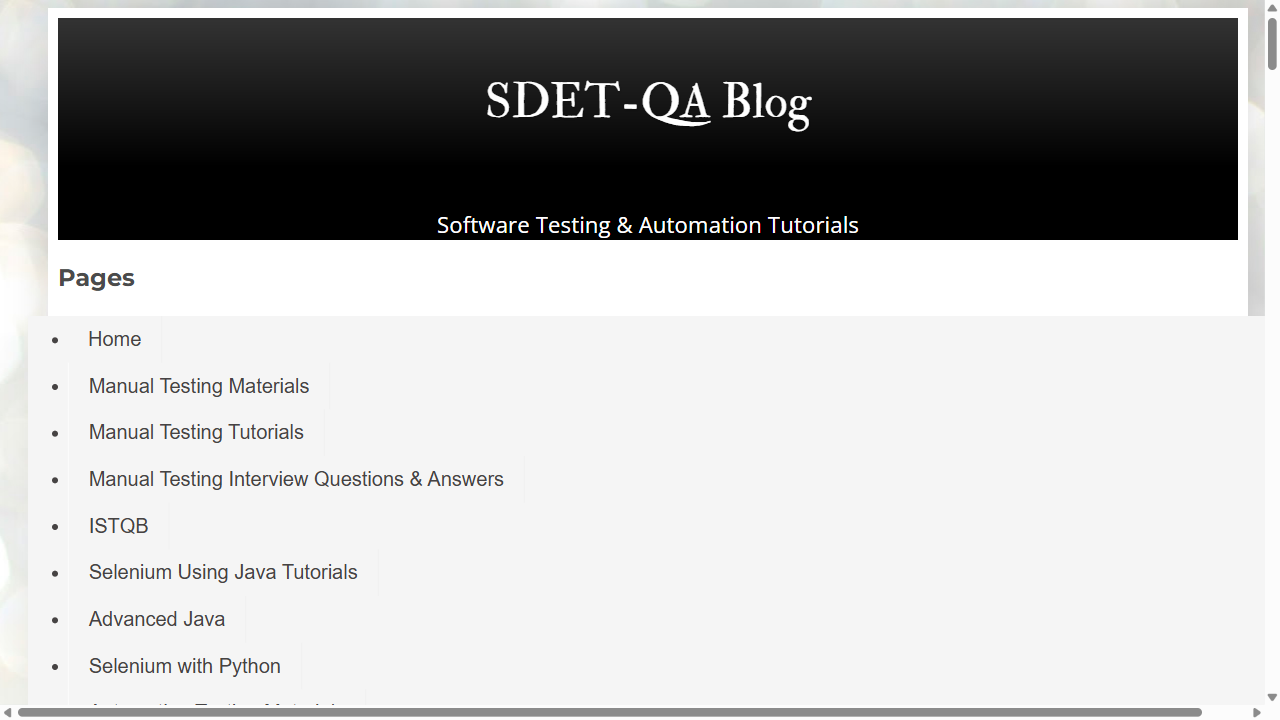 SDET-QA Blog
Software Testing & Automation Tutorials
Pages
Home
Manual Testing Materials
Manual Testing Tutorials
Manual Testing Interview Questions & Answers
ISTQB
Selenium Using Java Tutorials
Advanced Java
Selenium with Python